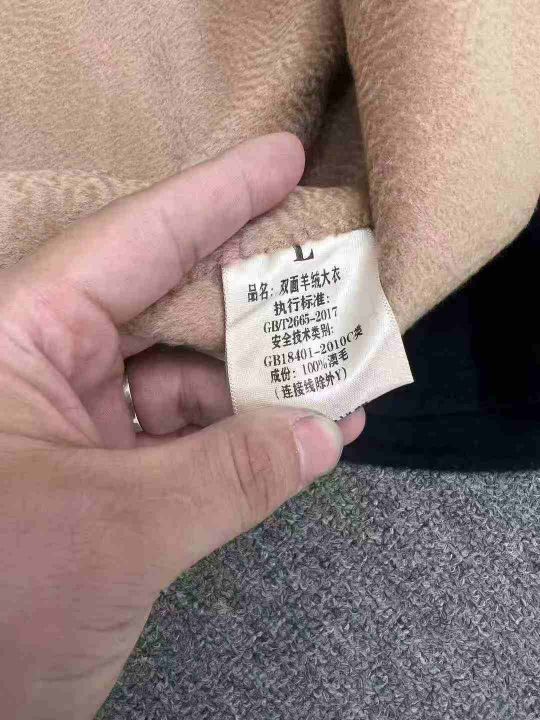 L
品名：双面羊绒大衣
执行标准：
GB/T2665-2017
安全技术类别：
GB18401-2010C类
成份：100%澳毛
（连接线除外Y）